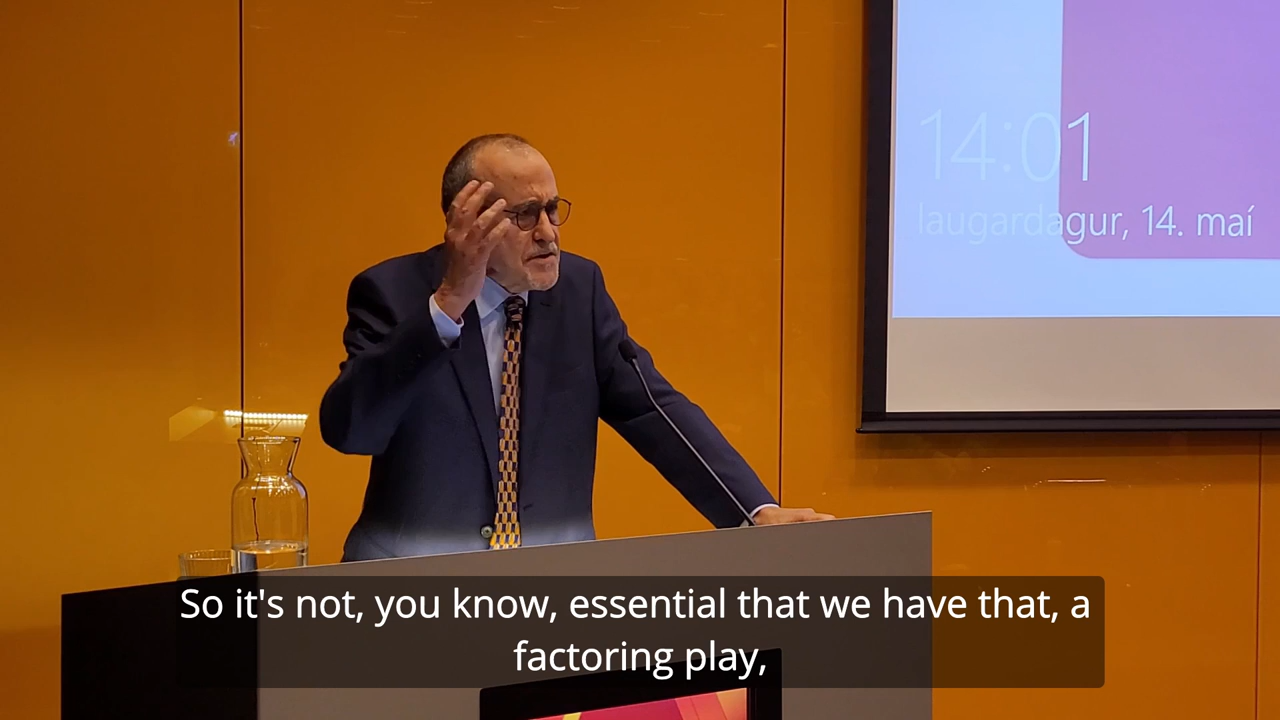 14:01
laugardagur, 14. maí
So it's not, you know, essential that we have that, a
factoring play,